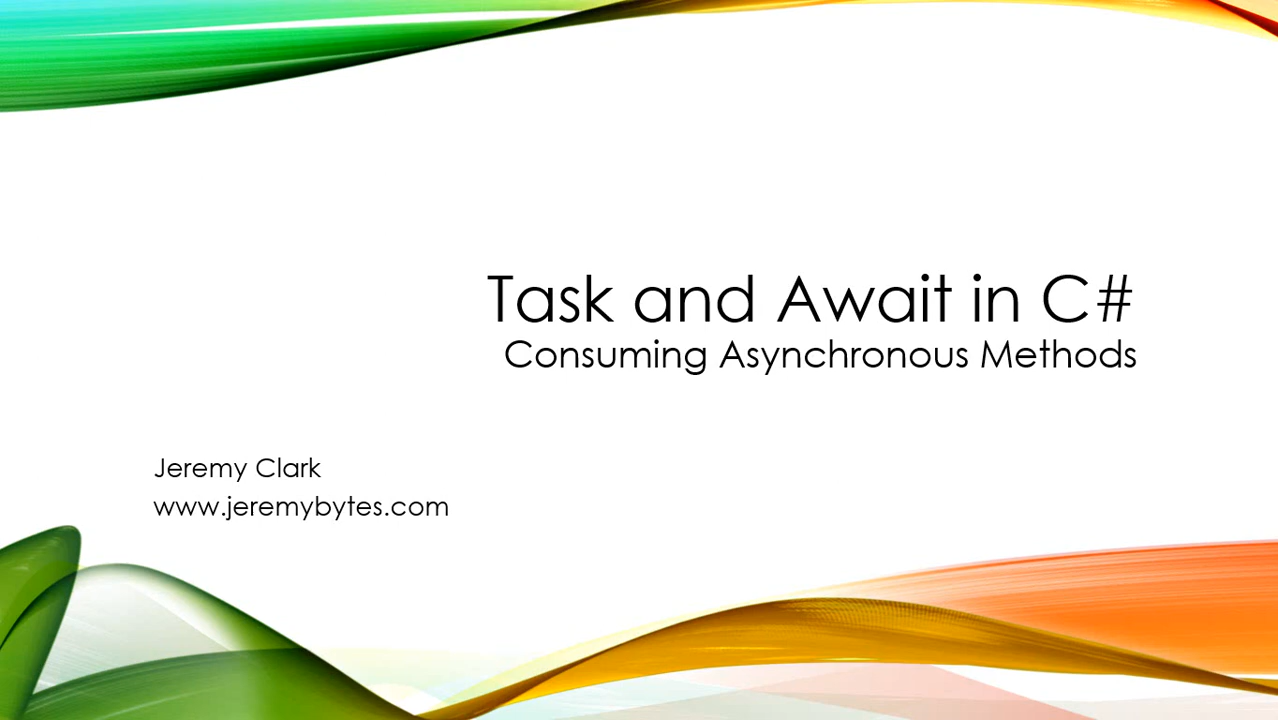 Task and Await in C#
Consuming Asynchronous Methods
Jeremy Clark
www.jeremybytes.com